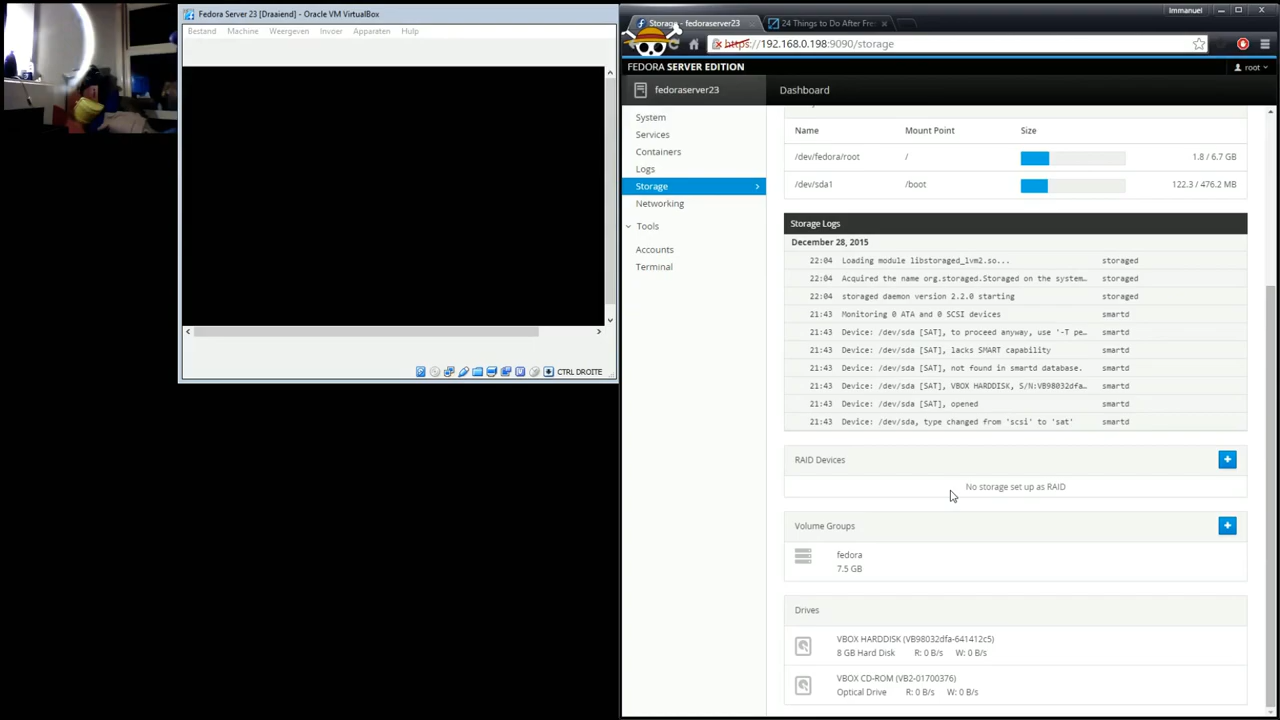 Fedora Server 23 [Draaiend] - Oracle VM VirtualBox
Bestand Machine Weergeven Invoer Apparaten Hulp
CTRL DROITE
Immanuel
Storage - fedoraserver23
24 Things to Do After Fre
https://192.168.0.198:9090/storage
FEDORA SERVER EDITION
root
fedoraserver23
Dashboard
System
Services
Containers
Logs
Storage
Networking
Tools
Accounts
Terminal
Name Mount Point Size
/dev/fedora/root / 1.8 / 6.7 GB
/dev/sda1 /boot 122.3 / 476.2 MB
Storage Logs
December 28, 2015
22:04 Loading module libstoraged_lvm2.so... storaged
22:04 Acquired the name org.storaged.Storaged on the system… storaged
22:04 storaged daemon version 2.2.0 starting storaged
21:43 Monitoring 0 ATA and 0 SCSI devices smartd
21:43 Device: /dev/sda [SAT], to proceed anyway, use '-T pe… smartd
21:43 Device: /dev/sda [SAT], lacks SMART capability smartd
21:43 Device: /dev/sda [SAT], not found in smartd database. smartd
21:43 Device: /dev/sda [SAT], VBOX HARDDISK, S/N:VB98032dfa… smartd
21:43 Device: /dev/sda [SAT], opened smartd
21:43 Device: /dev/sda, type changed from 'scsi' to 'sat' smartd
RAID Devices
No storage set up as RAID
Volume Groups
fedora
7.5 GB
Drives
VBOX HARDDISK (VB98032dfa-641412c5)
8 GB Hard Disk R: 0 B/s W: 0 B/s
VBOX CD-ROM (VB2-01700376)
Optical Drive R: 0 B/s W: 0 B/s